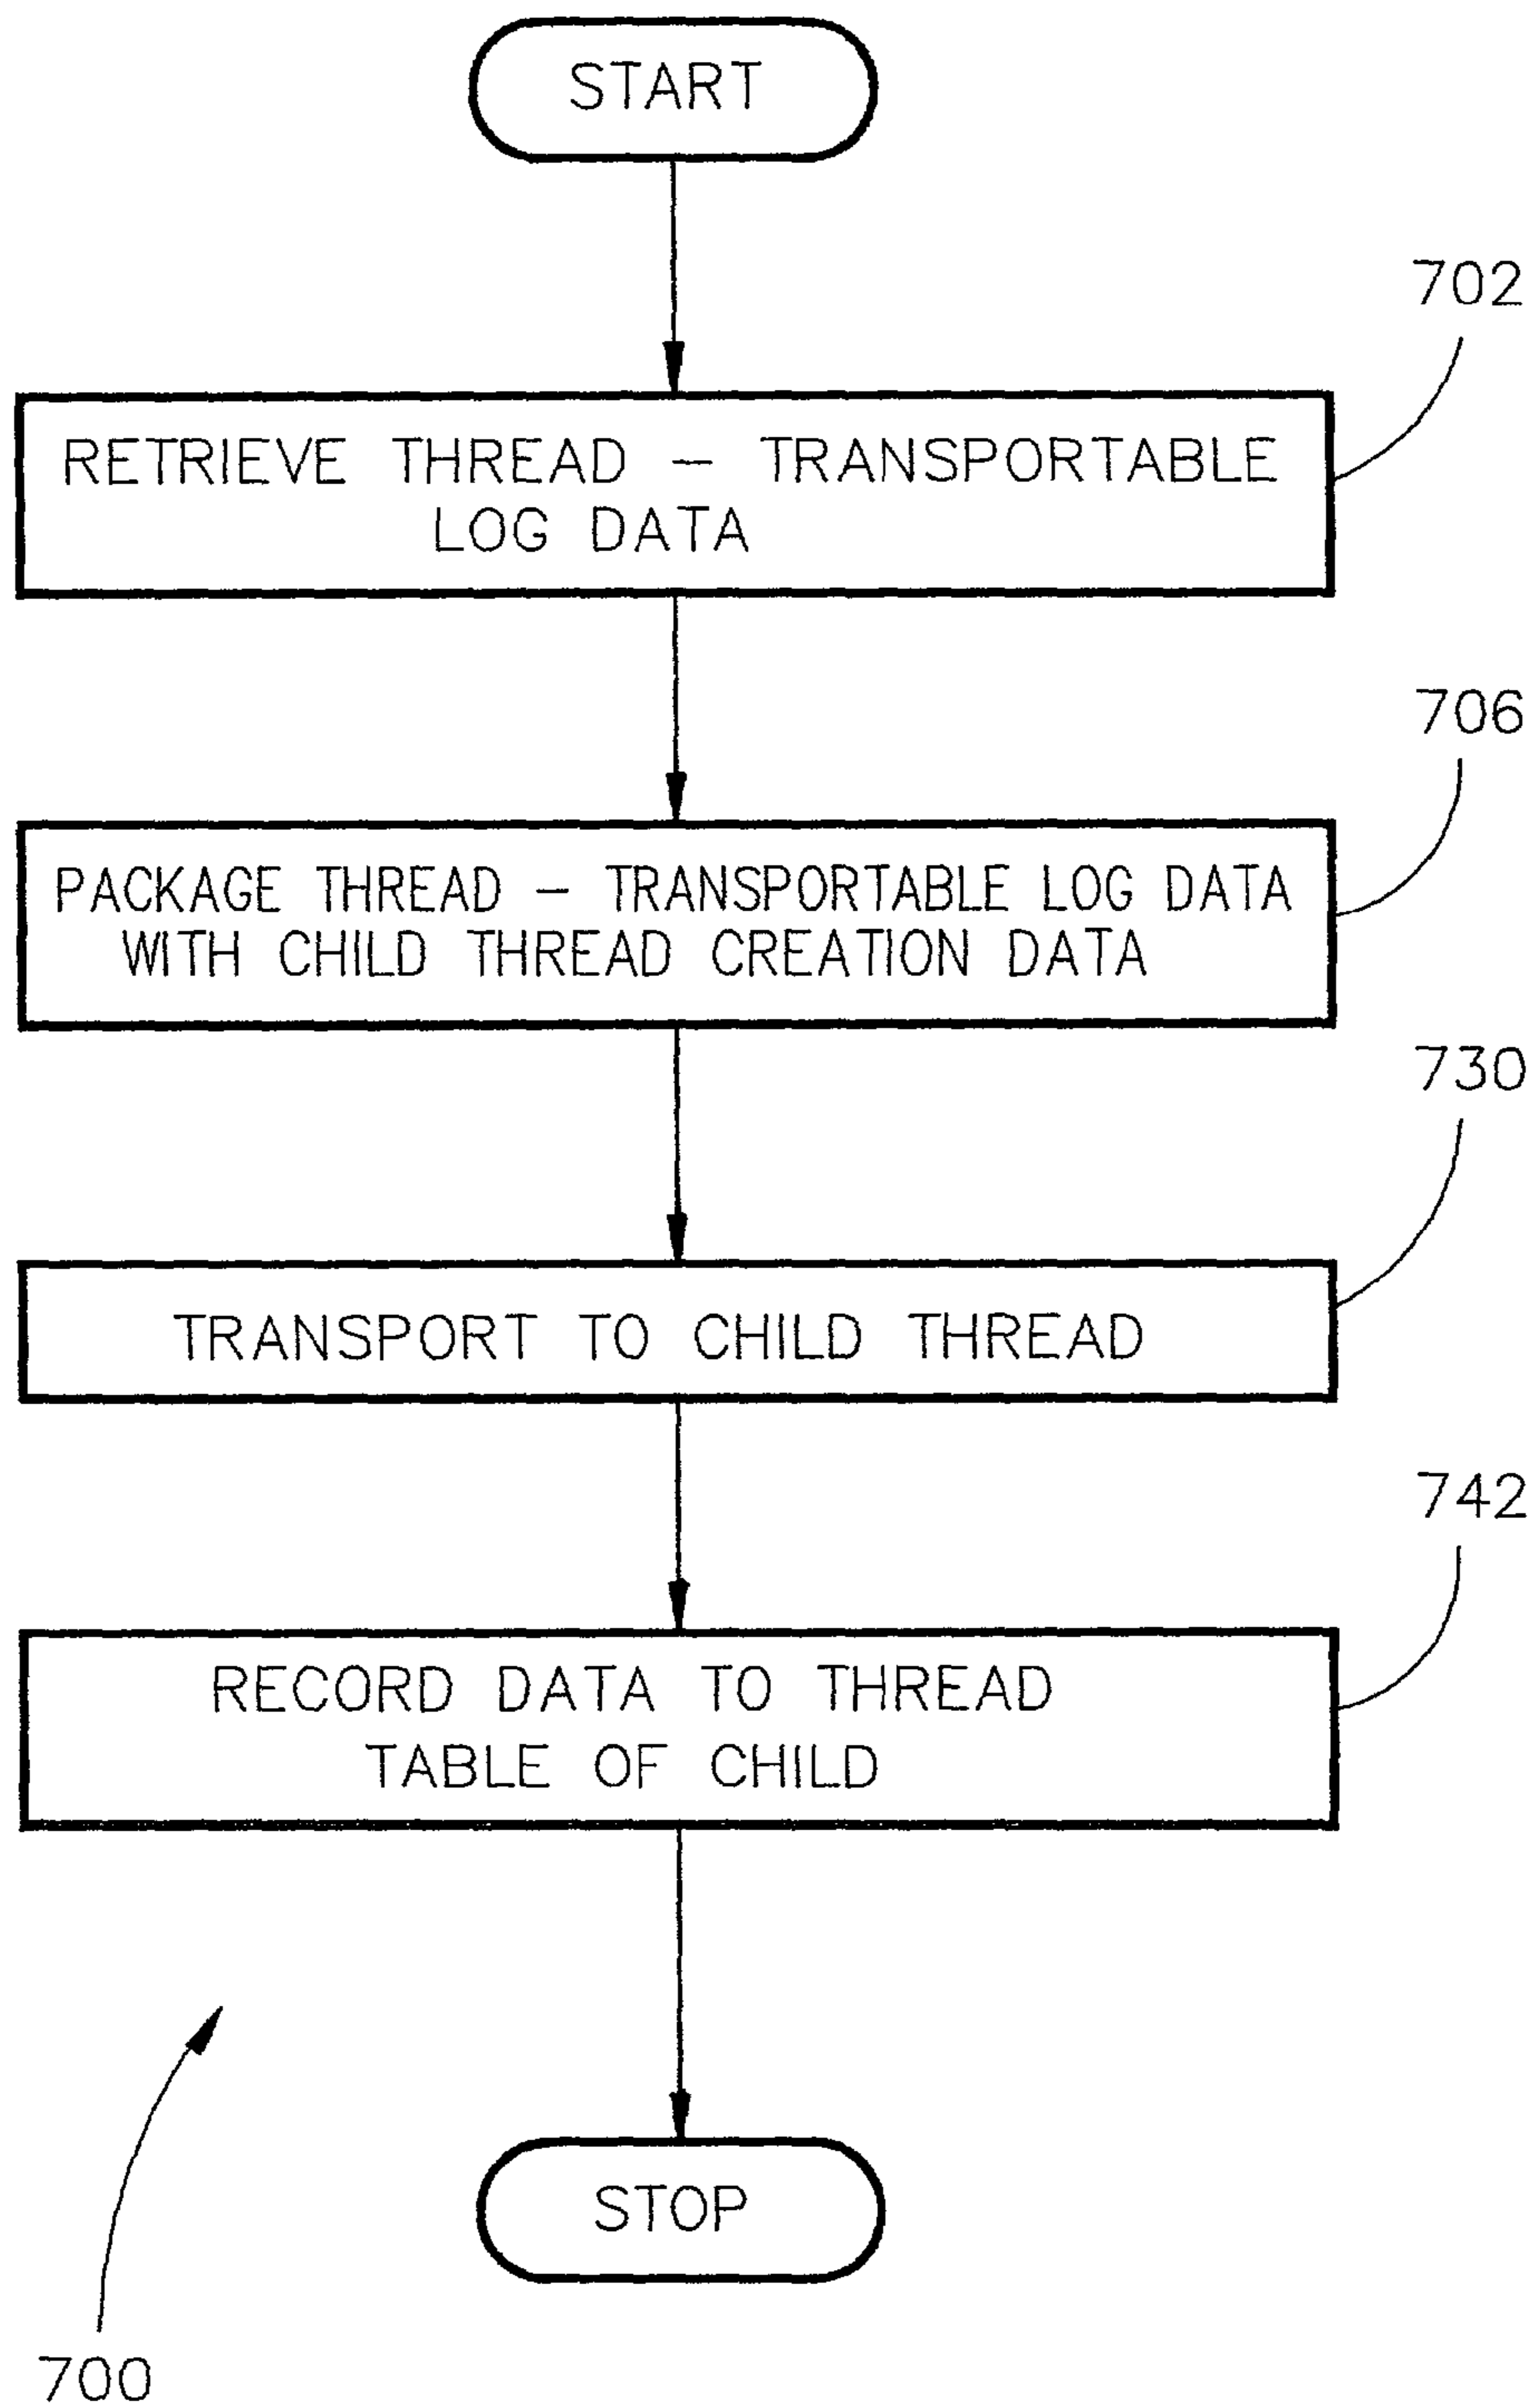 START
702
RETRIEVE THREAD – TRANSPORTABLE
LOG DATA
706
PACKAGE THREAD – TRANSPORTABLE LOG DATA
WITH CHILD THREAD CREATION DATA
730
TRANSPORT TO CHILD THREAD
742
RECORD DATA TO THREAD
TABLE OF CHILD
STOP
700